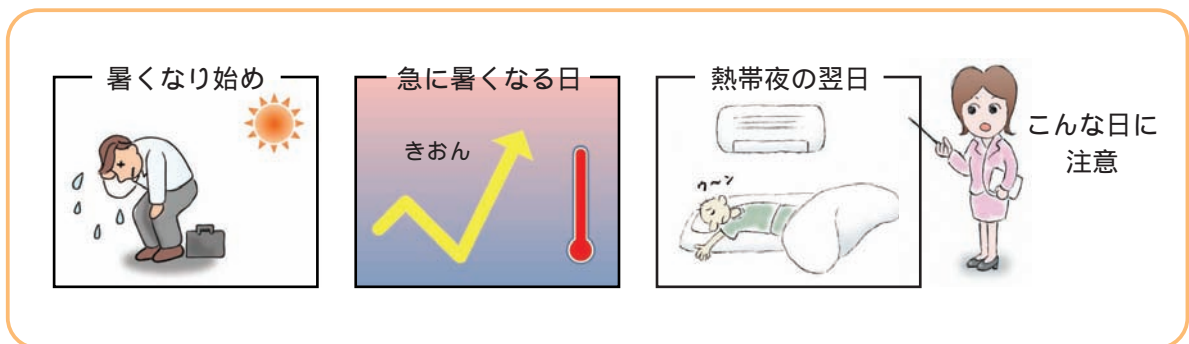 暑くなり始め
急に暑くなる日
きおん
熱帯夜の翌日
ウ〜ン
こんな日に
注意